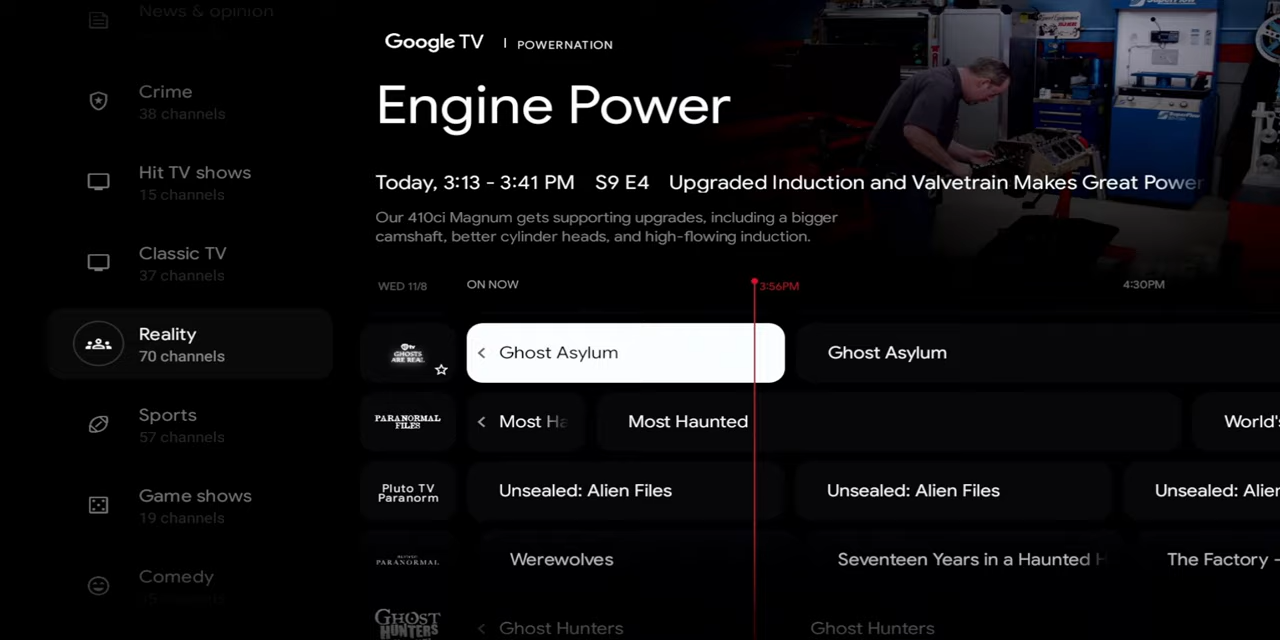 News & opinion
Crime
38 channels
Hit TV shows
15 channels
Classic TV
37 channels
Reality
70 channels
Sports
57 channels
Game shows
19 channels
Comedy
Google TV | POWERNATION
Engine Power
Today, 3:13 - 3:41 PM S9 E4 Upgraded Induction and Valvetrain Makes Great Power
Our 410ci Magnum gets supporting upgrades, including a bigger
camshaft, better cylinder heads, and high-flowing induction.
WED 11/8 ON NOW 3:56PM 4:30PM
GHOSTS
ARE REAL
< Ghost Asylum Ghost Asylum
PARANORMAL
FILES
< Most Ha Most Haunted World's
Pluto TV
Paranorm
Unsealed: Alien Files Unsealed: Alien Files Unsealed: Alien
PARANORMAL
Werewolves Seventeen Years in a Haunted H The Factory -
GHOST
HUNTERS
< Ghost Hunters Ghost Hunters
SuperFlow